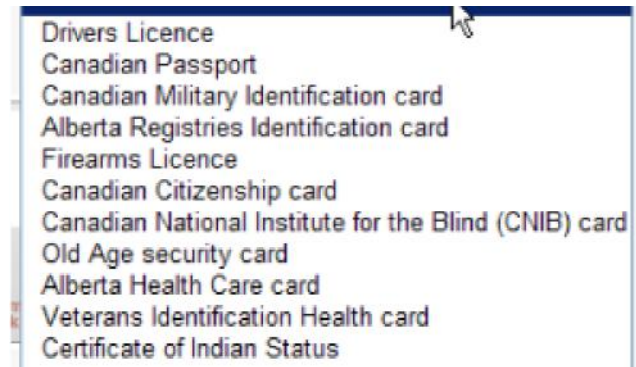 Drivers Licence
Canadian Passport
Canadian Military Identification card
Alberta Registries Identification card
Firearms Licence
Canadian Citizenship card
Canadian National Institute for the Blind (CNIB) card
Old Age security card
Alberta Health Care card
Veterans Identification Health card
Certificate of Indian Status